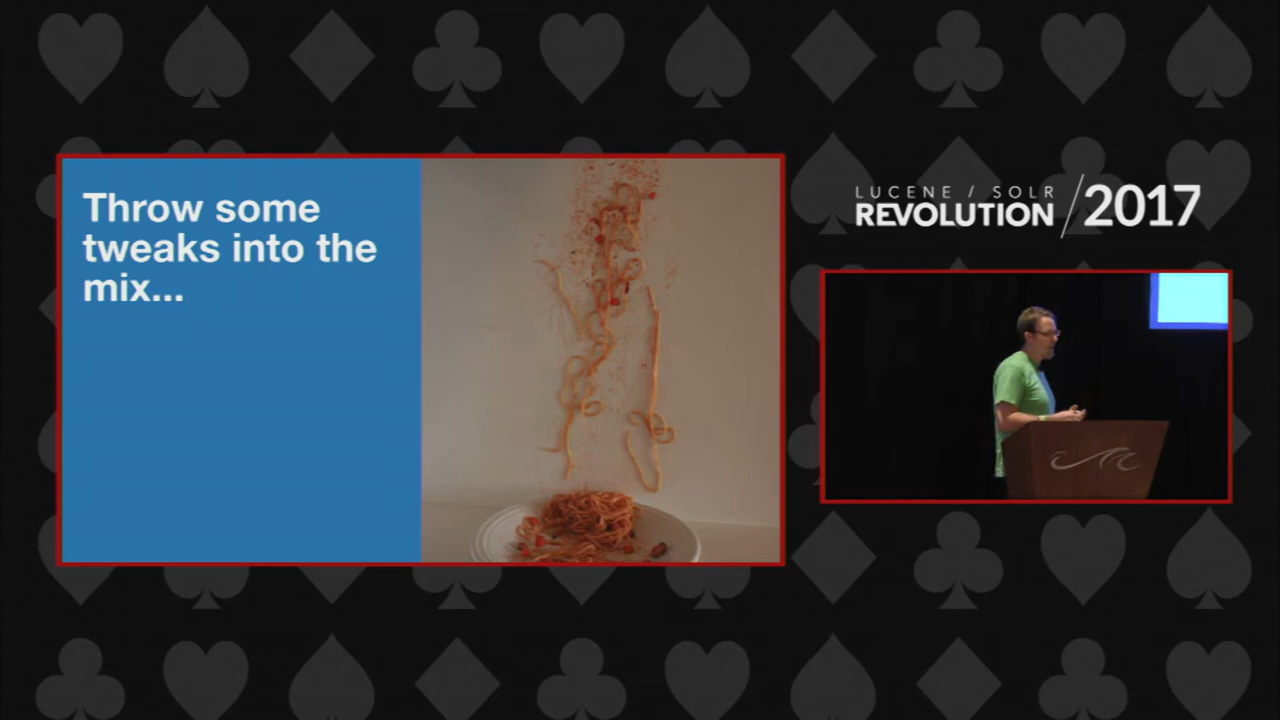 Throw some
tweaks into the
mix...
LUCENE / SOLR
REVOLUTION /2017